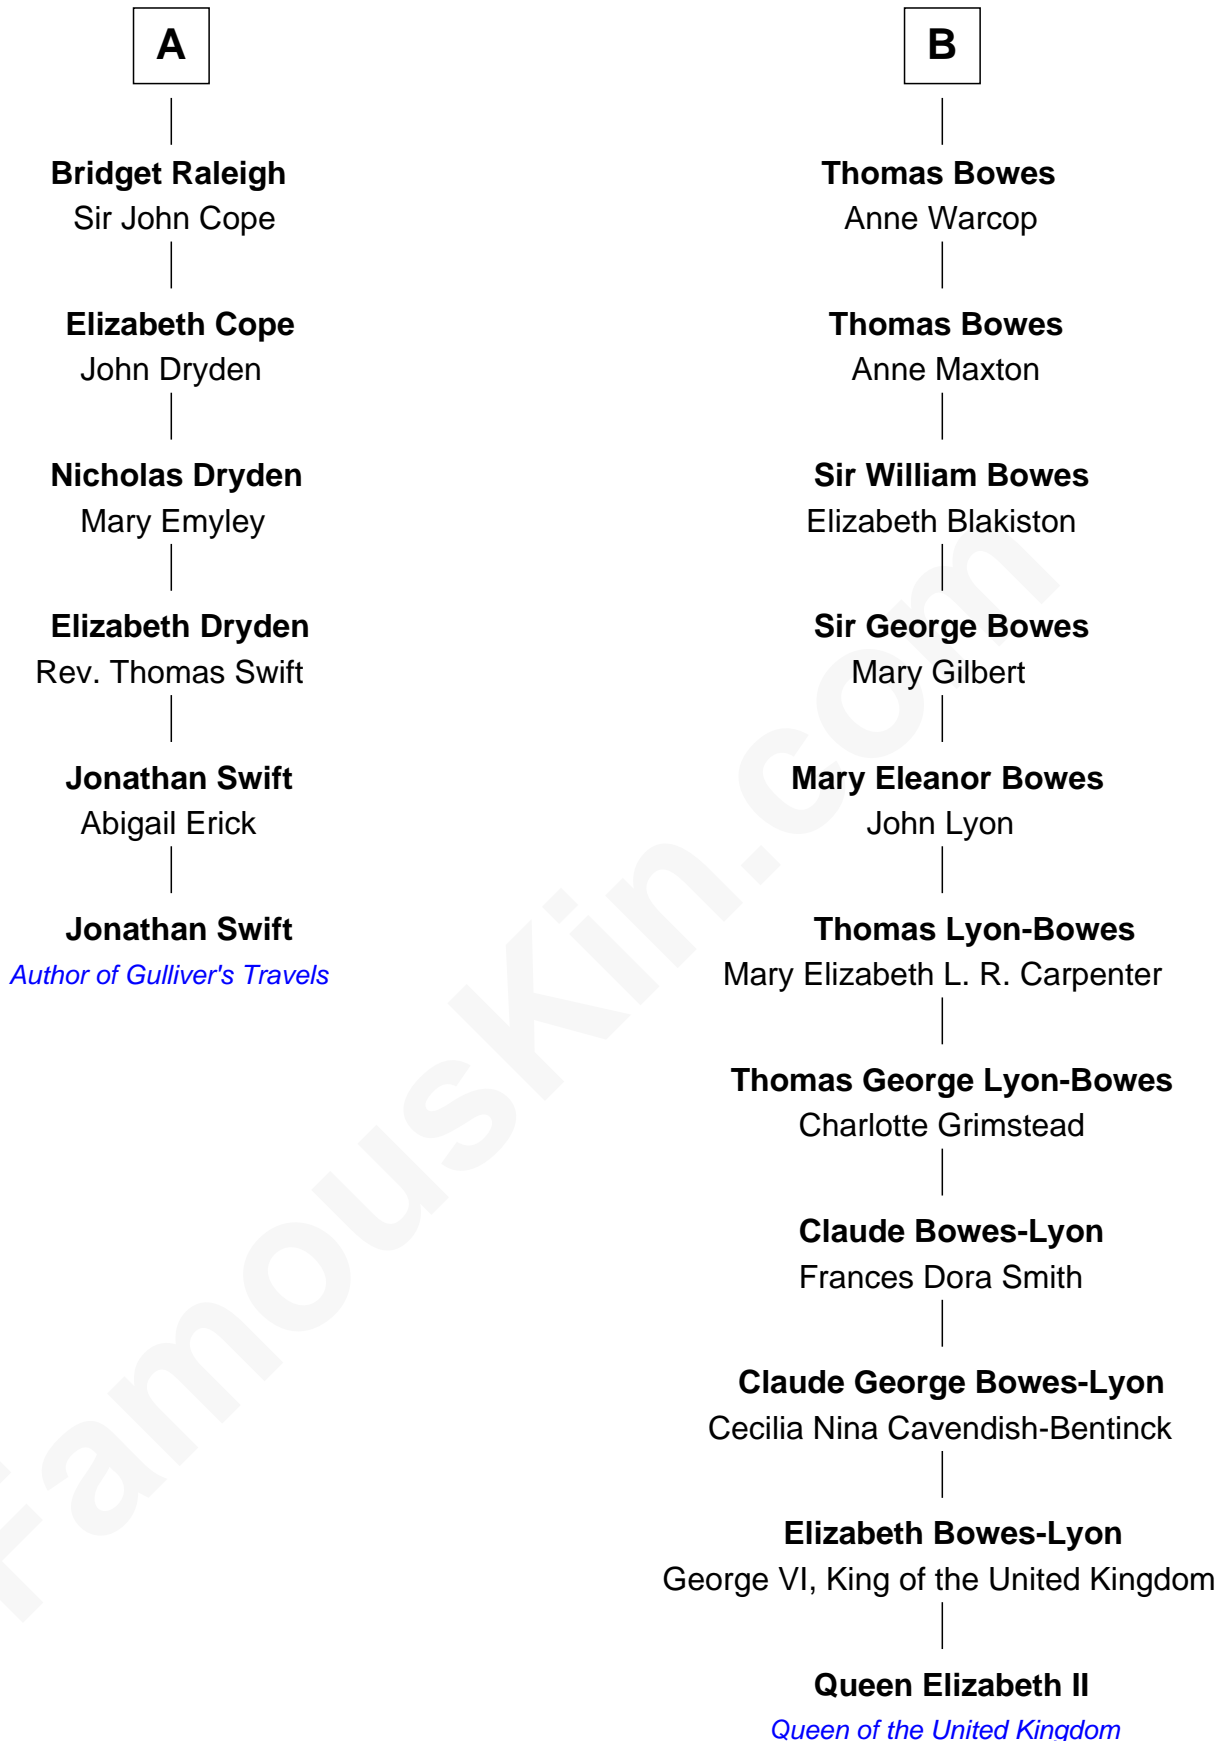 A
Bridget Raleigh
Sir John Cope
Elizabeth Cope
John Dryden
Nicholas Dryden
Mary Emyley
Elizabeth Dryden
Rev. Thomas Swift
Jonathan Swift
Abigail Erick
Jonathan Swift
Author of Gulliver's Travels
B
Thomas Bowes
Anne Warcop
Thomas Bowes
Anne Maxton
Sir William Bowes
Elizabeth Blakiston
Sir George Bowes
Mary Gilbert
Mary Eleanor Bowes
John Lyon
Thomas Lyon-Bowes
Mary Elizabeth L. R. Carpenter
Thomas George Lyon-Bowes
Charlotte Grimstead
Claude Bowes-Lyon
Frances Dora Smith
Claude George Bowes-Lyon
Cecilia Nina Cavendish-Bentinck
Elizabeth Bowes-Lyon
George VI, King of the United Kingdom
Queen Elizabeth II
Queen of the United Kingdom
FamousKin.com